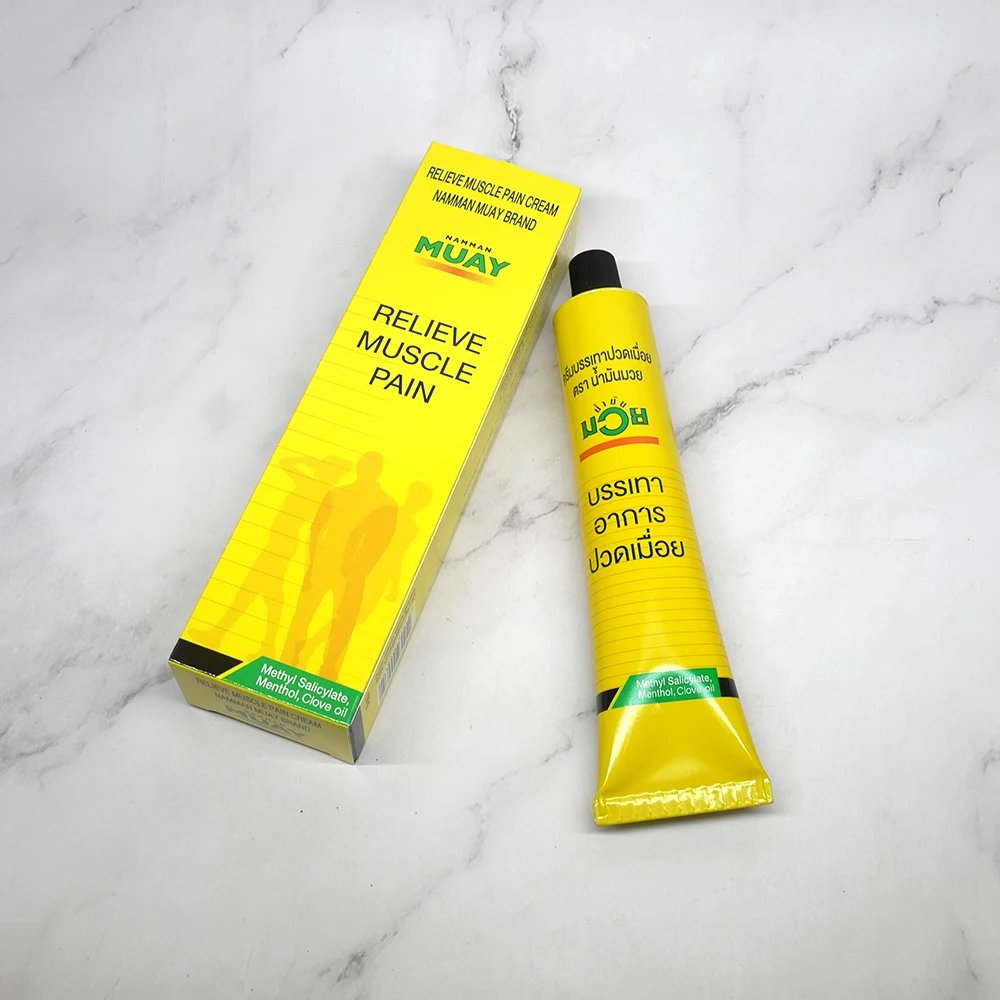 RELIEVE MUSCLE PAIN CREAM
NAMMAN MUAY BRAND
NAMMAN
MUAY
RELIEVE
MUSCLE
PAIN
Methyl Salicylate,
Menthol, Clove oil
RELIEVE MUSCLE PAIN CREAM
NAMMAN MUAY BRAND
ครีมบรรเทาปวดเมื่อย
ตรา น้ำมันมวย
น้ำมัน
มวย
บรรเทา
อาการ
ปวดเมื่อย
Methyl Salicylate,
Menthol, Clove oil